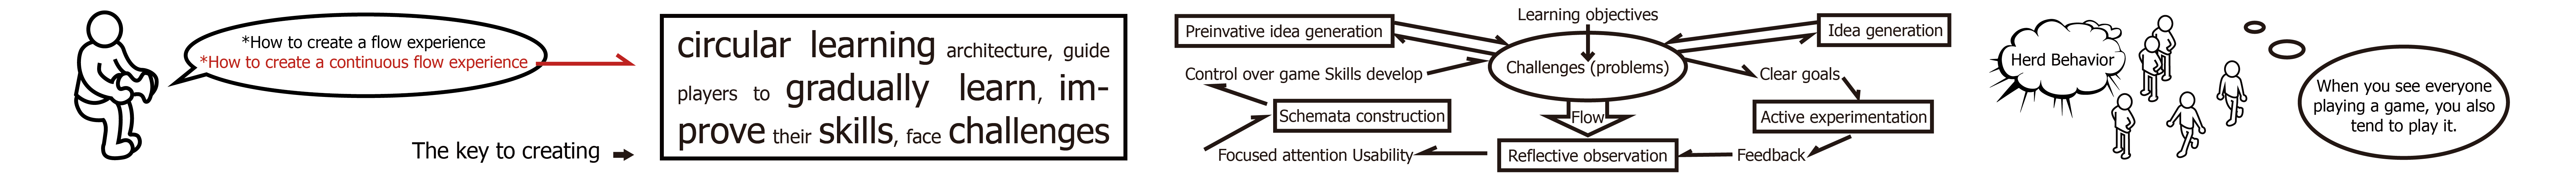 *How to create a flow experience
*How to create a continuous flow experience
The key to creating
circular learning architecture, guide
players to gradually learn, im-
prove their skills, face challenges
Learning objectives
Preinvative idea generation
Idea generation
Challenges (problems)
Control over game Skills develop
Clear goals
Schemata construction
Flow
Active experimentation
Focused attention Usability
Reflective observation
Feedback
Herd Behavior
When you see everyone
playing a game, you also
tend to play it.